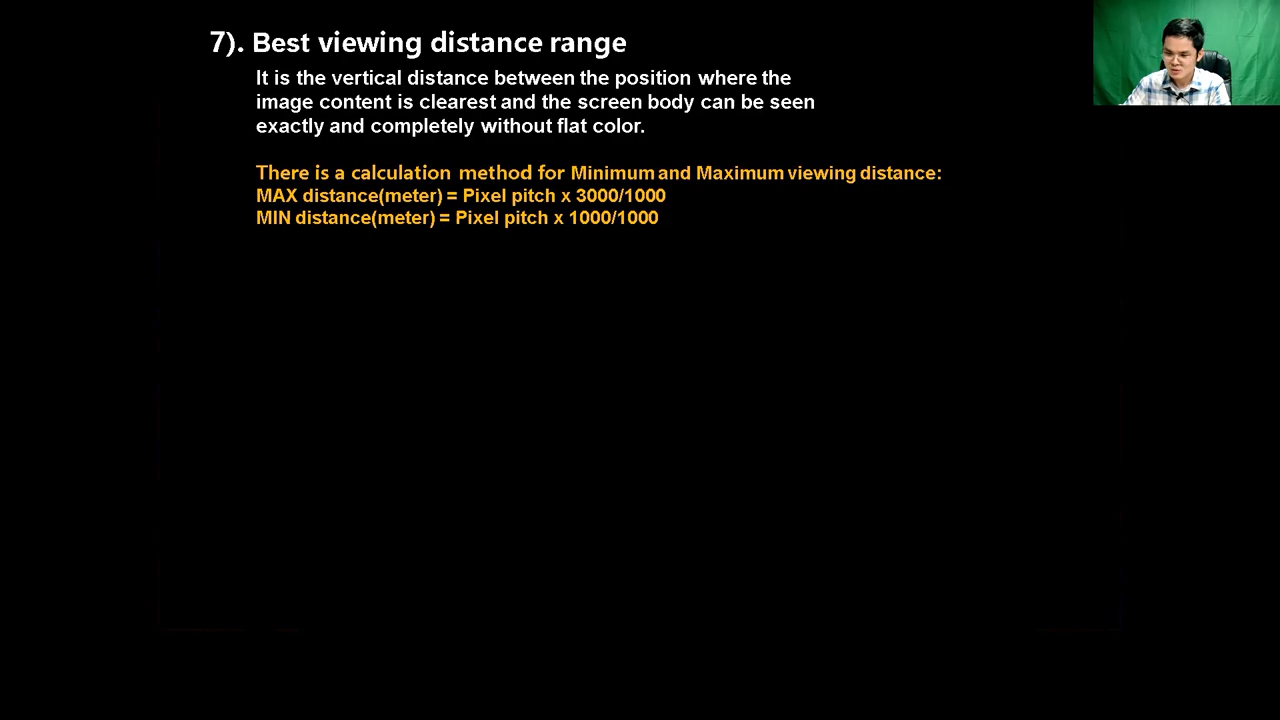 7). Best viewing distance range
It is the vertical distance between the position where the
image content is clearest and the screen body can be seen
exactly and completely without flat color.
There is a calculation method for Minimum and Maximum viewing distance:
MAX distance(meter) = Pixel pitch x 3000/1000
MIN distance(meter) = Pixel pitch x 1000/1000